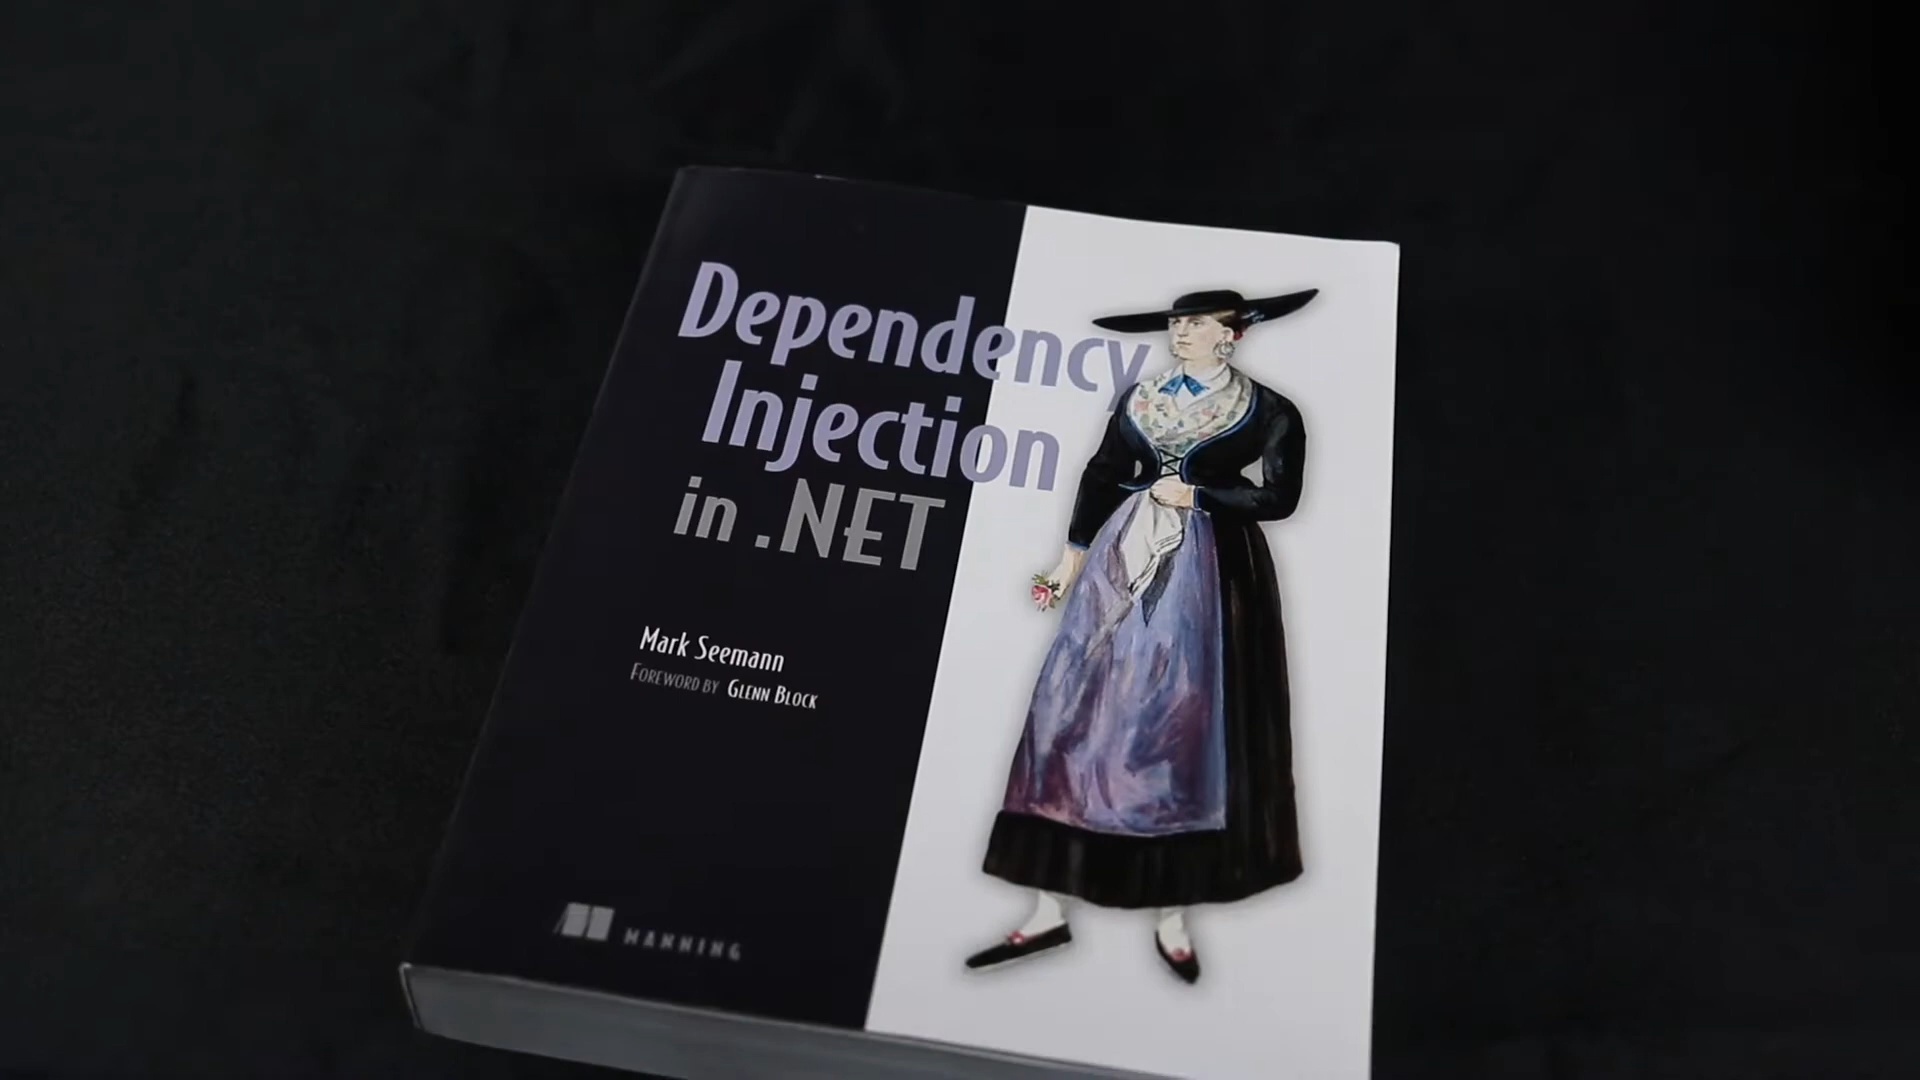 Dependency
Injection
in .NET
Mark Seemann
FOREWORD BY GLENN BLOCK
MANNING